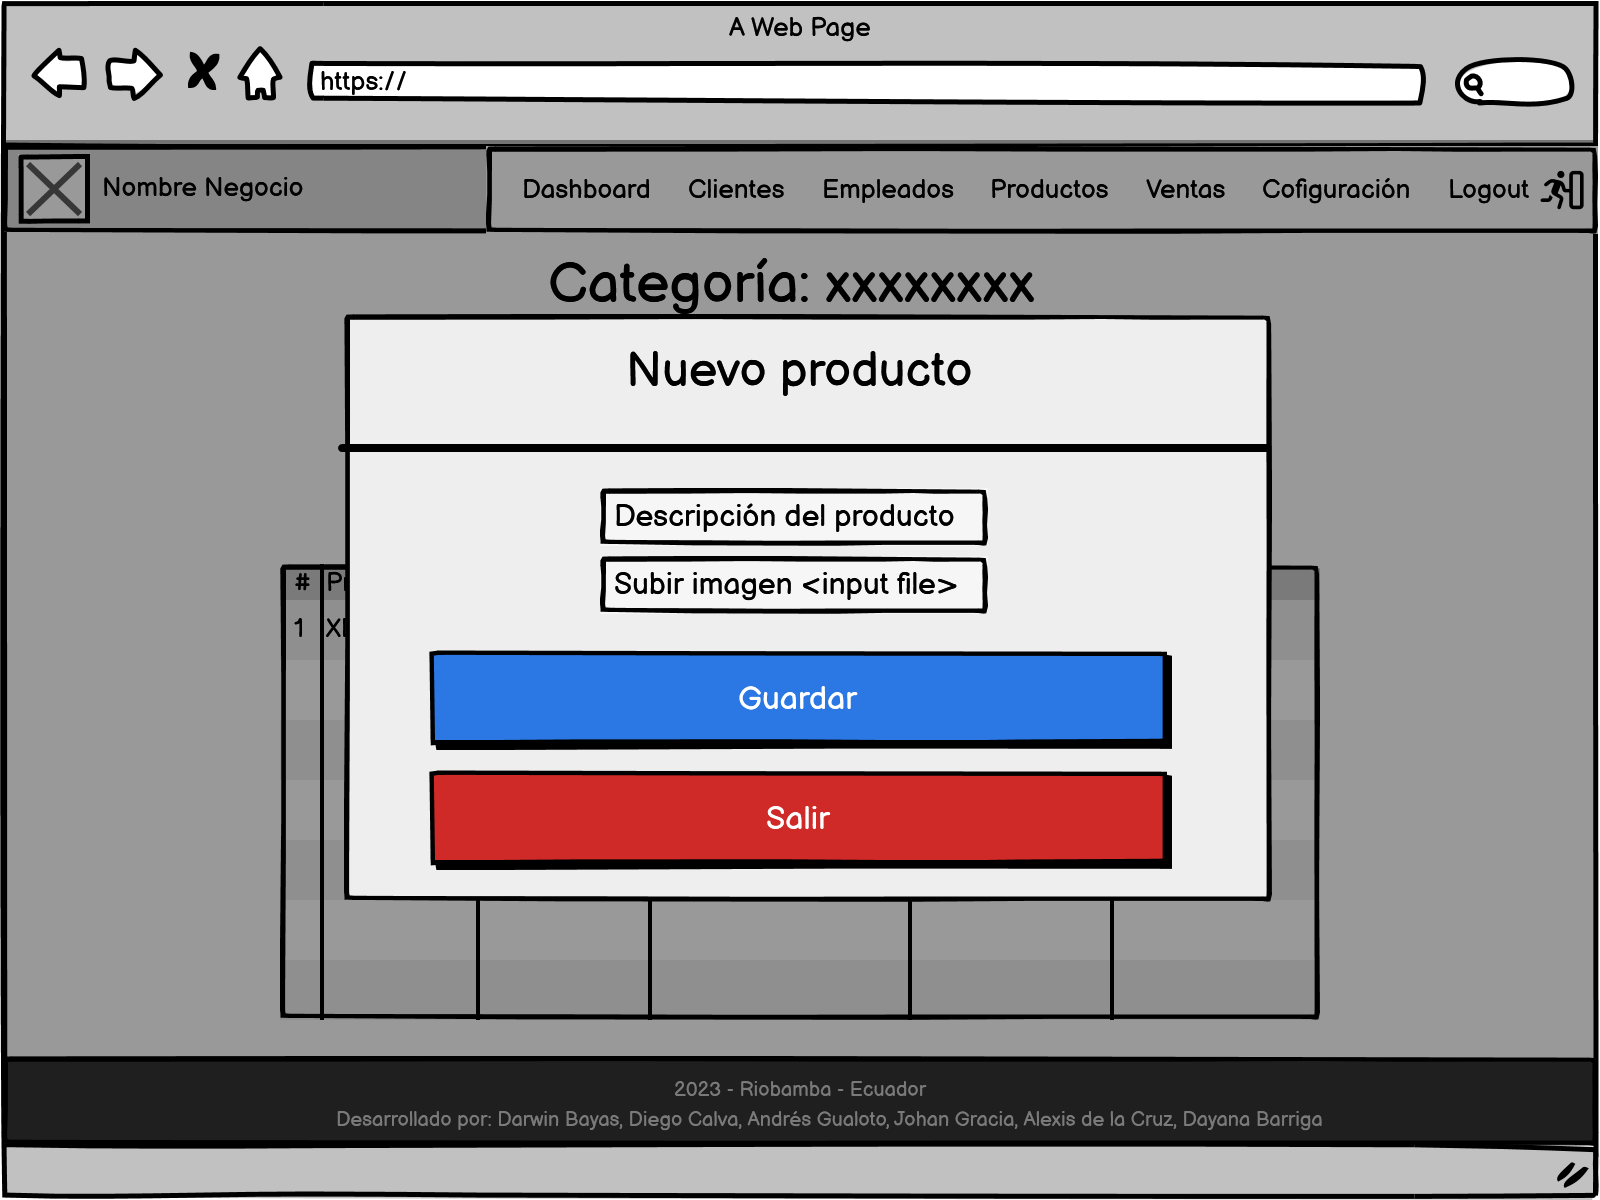 A Web Page
https://
Nombre Negocio
Dashboard Clientes Empleados Productos Ventas Cofiguración Logout
Categoría: xxxxxxxx
Nuevo producto
Descripción del producto
Subir imagen <input file>
#
1
Guardar
Salir
2023 - Riobamba - Ecuador
Desarrollado por: Darwin Bayas, Diego Calva, Andrés Gualoto, Johan Gracia, Alexis de la Cruz, Dayana Barriga